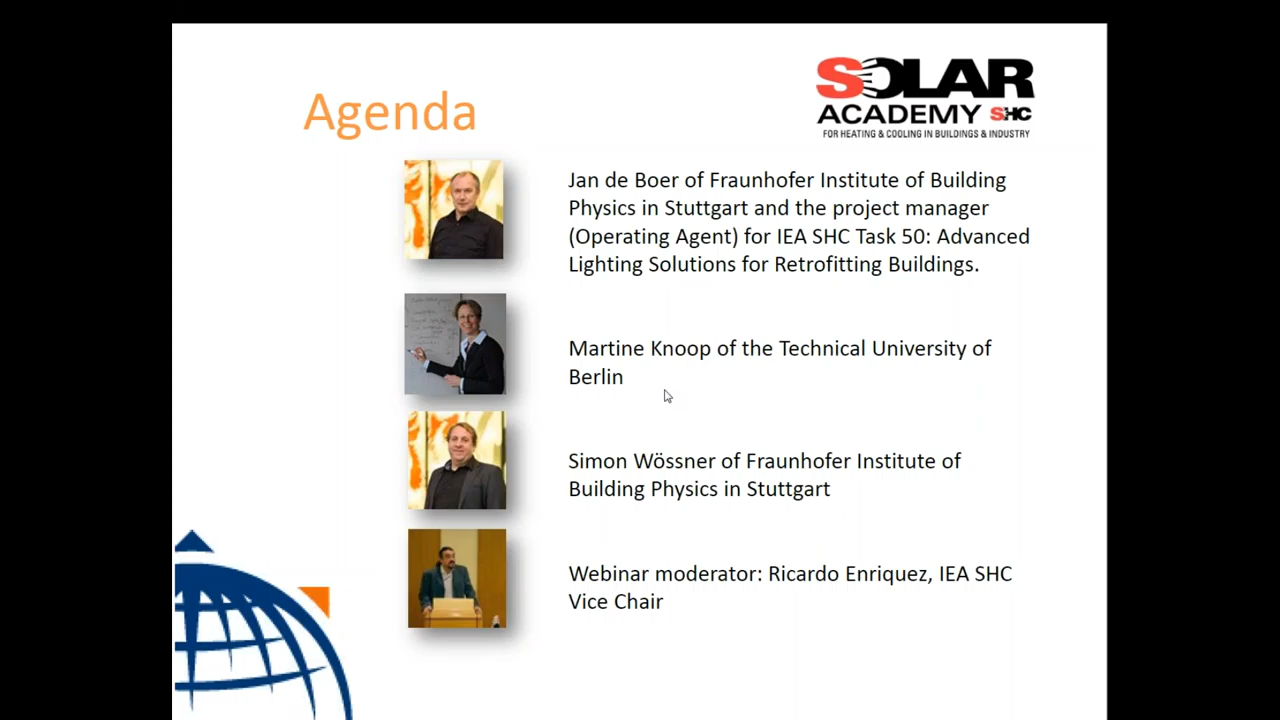 Agenda
SOLAR
ACADEMY SHC
FOR HEATING & COOLING IN BUILDINGS & INDUSTRY
Jan de Boer of Fraunhofer Institute of Building
Physics in Stuttgart and the project manager
(Operating Agent) for IEA SHC Task 50: Advanced
Lighting Solutions for Retrofitting Buildings.
Martine Knoop of the Technical University of
Berlin
Simon Wössner of Fraunhofer Institute of
Building Physics in Stuttgart
Webinar moderator: Ricardo Enriquez, IEA SHC
Vice Chair